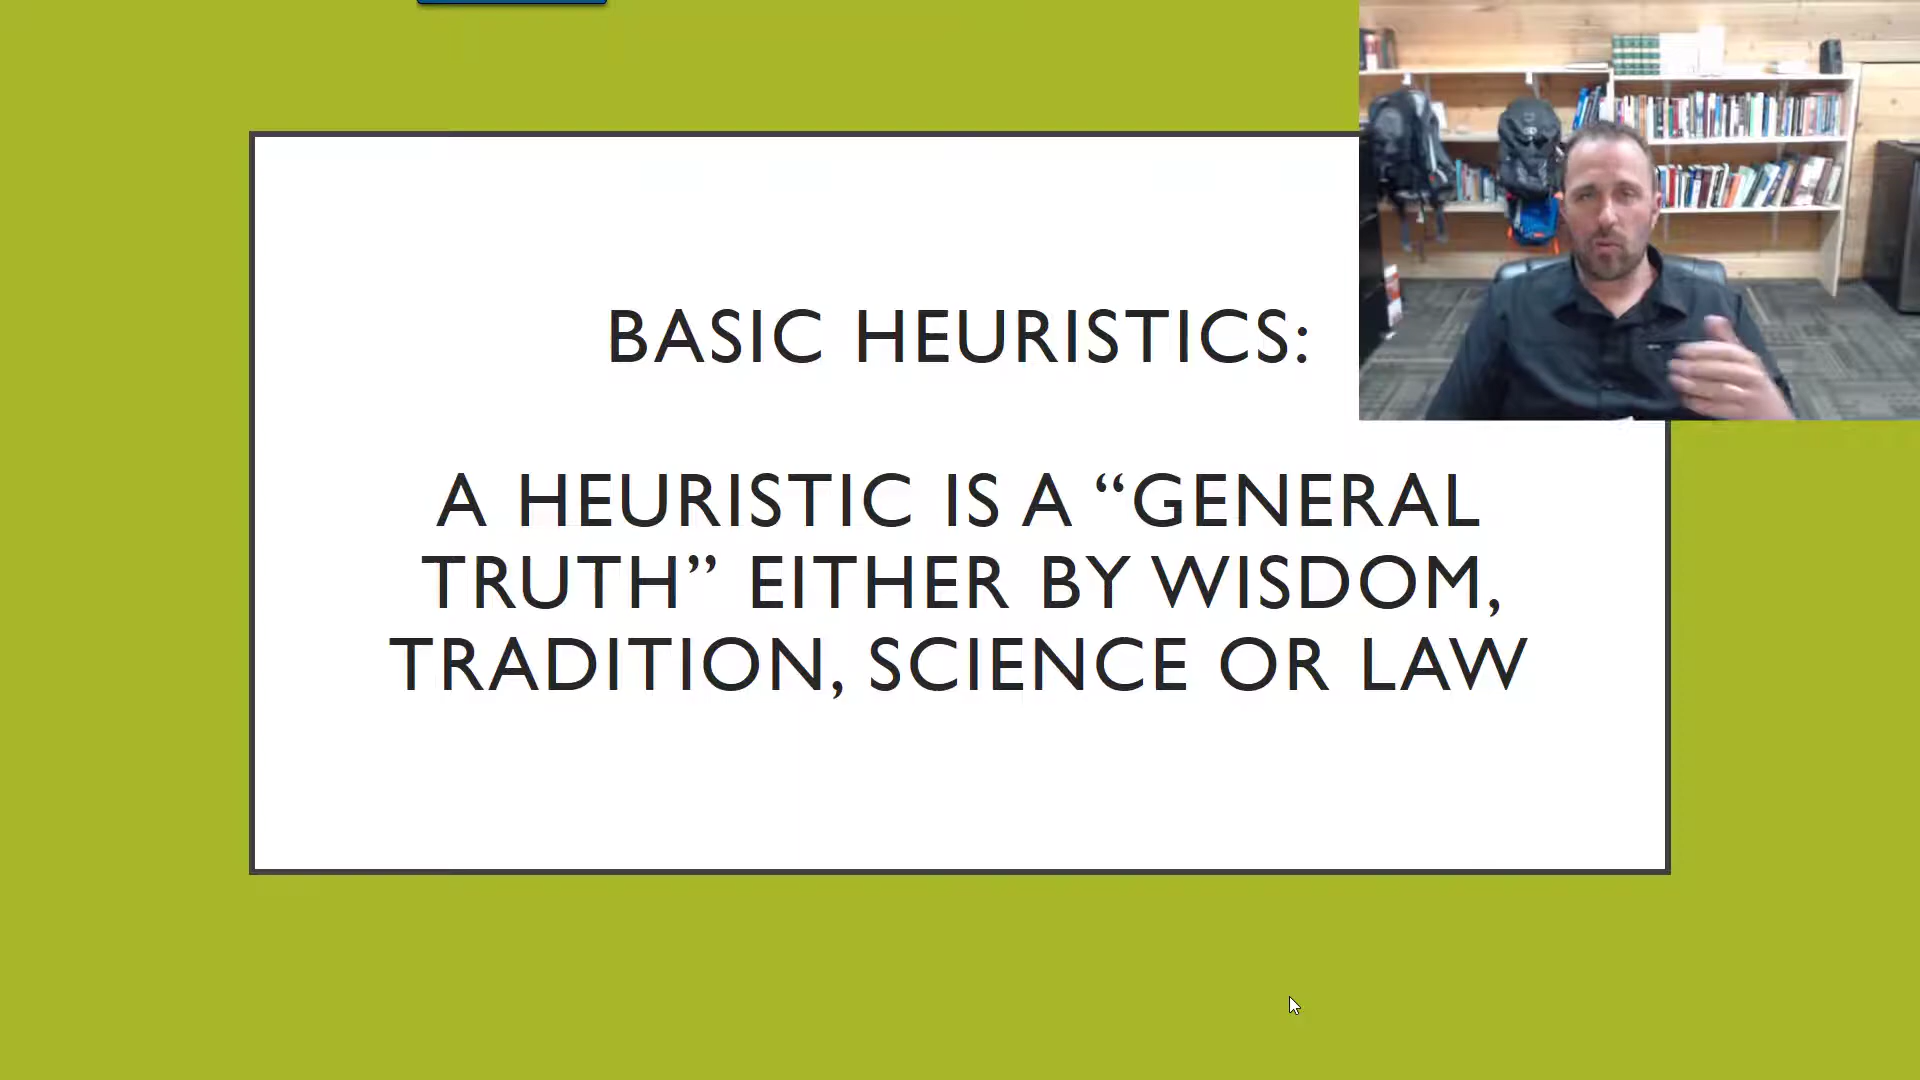 BASIC HEURISTICS:
A HEURISTIC IS A “GENERAL
TRUTH” EITHER BY WISDOM,
TRADITION, SCIENCE OR LAW